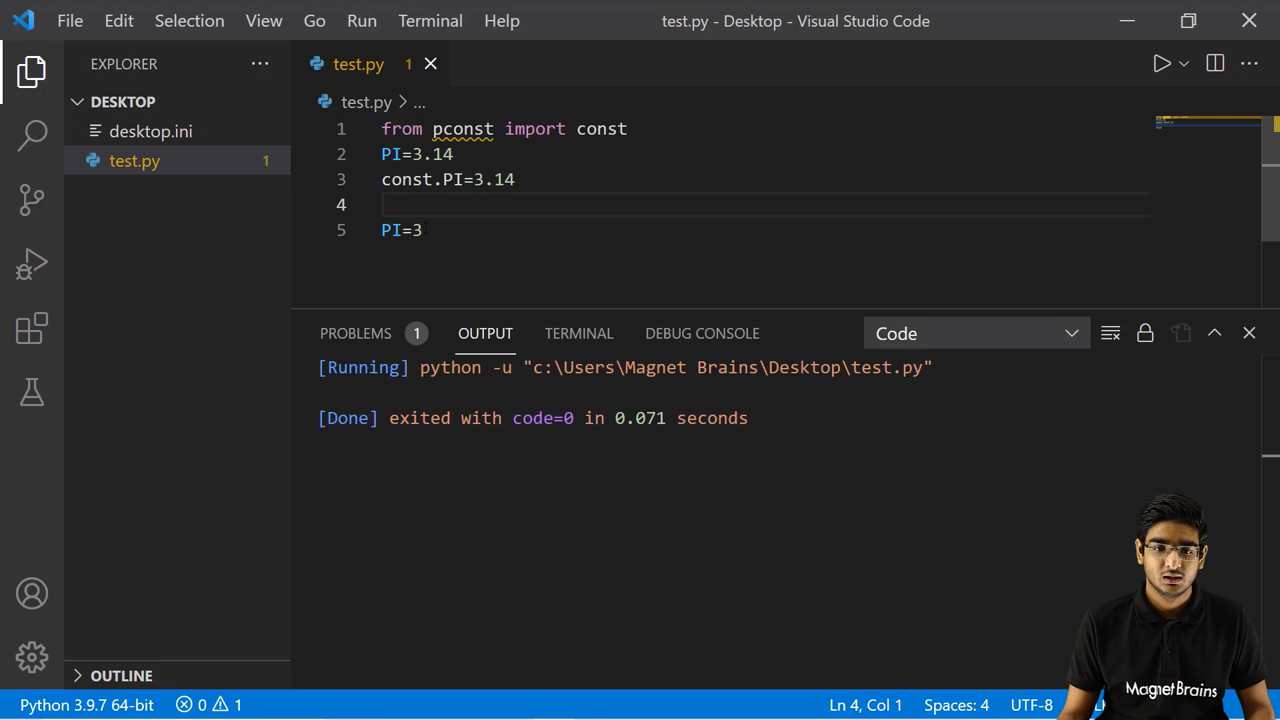 File Edit Selection View Go Run Terminal Help test.py - Desktop - Visual Studio Code
EXPLORER
DESKTOP
desktop.ini
test.py 1
OUTLINE
test.py 1
test.py > ...
1 from pconst import const
2 PI=3.14
3 const.PI=3.14
4
5 PI=3
PROBLEMS 1 OUTPUT TERMINAL DEBUG CONSOLE Code
[Running] python -u "c:\Users\Magnet Brains\Desktop\test.py"
[Done] exited with code=0 in 0.071 seconds
Magnet Brains
Python 3.9.7 64-bit 0 1 Ln 4, Col 1 Spaces: 4 UTF-8